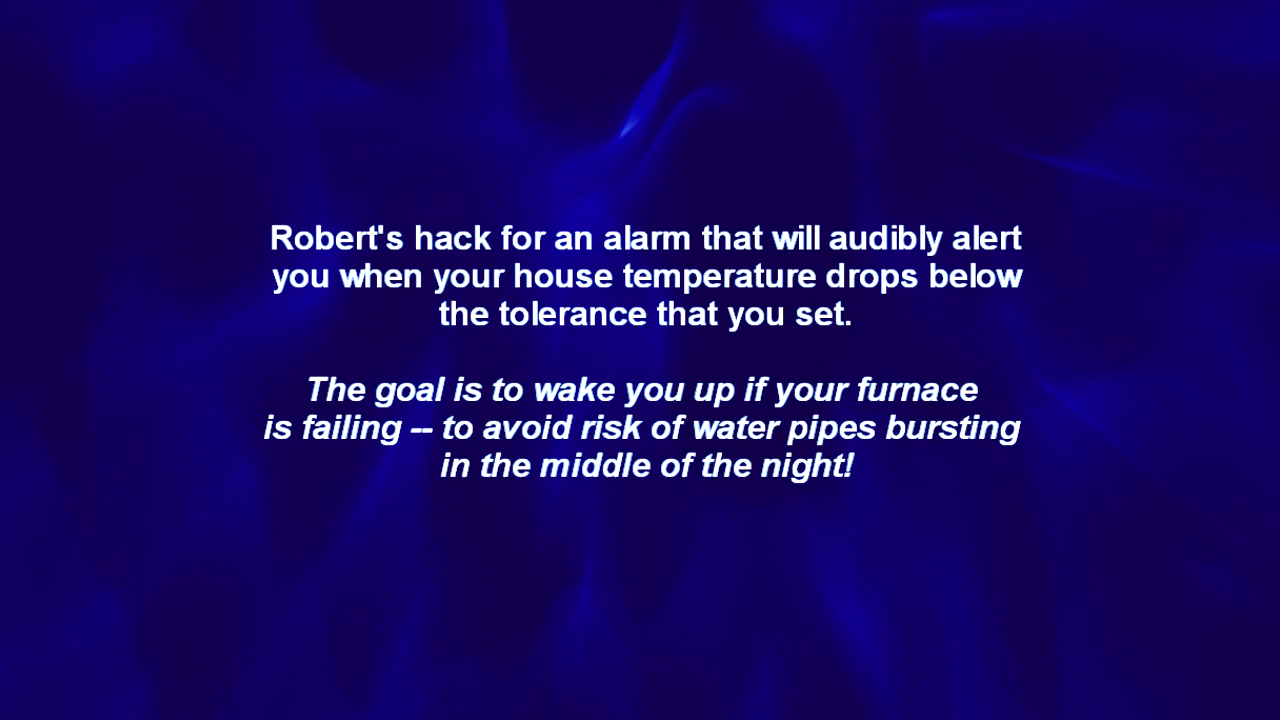 Robert's hack for an alarm that will audibly alert
you when your house temperature drops below
the tolerance that you set.
The goal is to wake you up if your furnace
is failing -- to avoid risk of water pipes bursting
in the middle of the night!